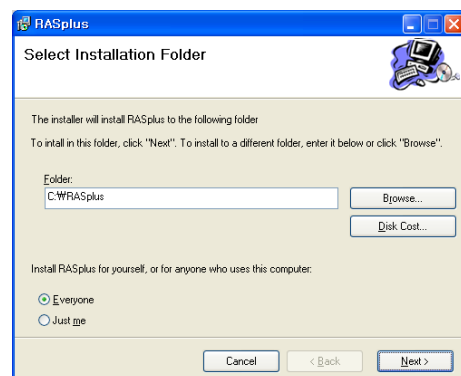 RASplus
Select Installation Folder
The installer will install RASplus to the following folder
To intall in this folder, click "Next". To install to a different folder, enter it below or click "Browse".
Folder:
C:₩RASplus
Browse...
Disk Cost...
Install RASplus for yourself, or for anyone who uses this computer:
Everyone
Just me
Cancel
< Back
Next >